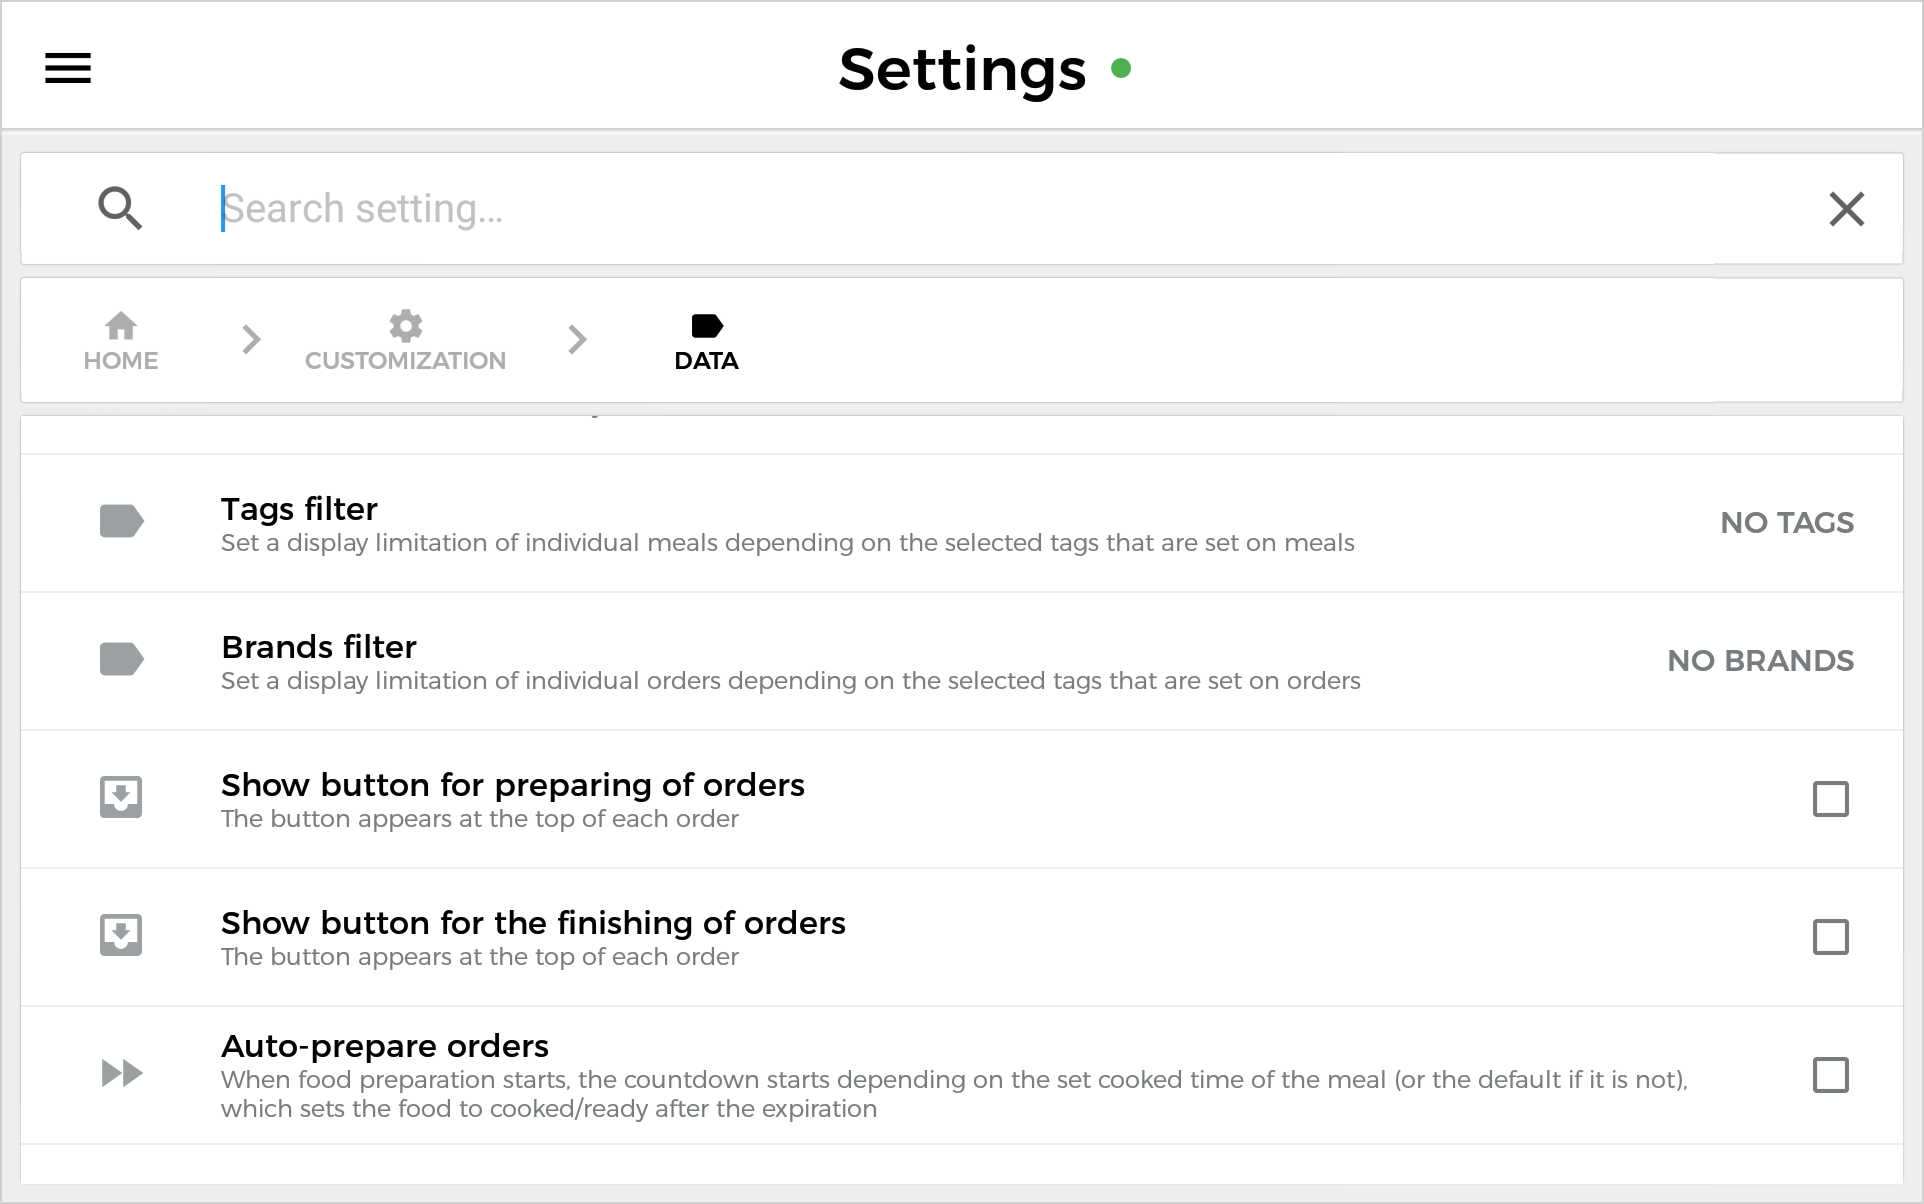 Settings
Search setting...
HOME
CUSTOMIZATION
DATA
Tags filter
Set a display limitation of individual meals depending on the selected tags that are set on meals
NO TAGS
Brands filter
Set a display limitation of individual orders depending on the selected tags that are set on orders
NO BRANDS
Show button for preparing of orders
The button appears at the top of each order
Show button for the finishing of orders
The button appears at the top of each order
Auto-prepare orders
When food preparation starts, the countdown starts depending on the set cooked time of the meal (or the default if it is not),
which sets the food to cooked/ready after the expiration